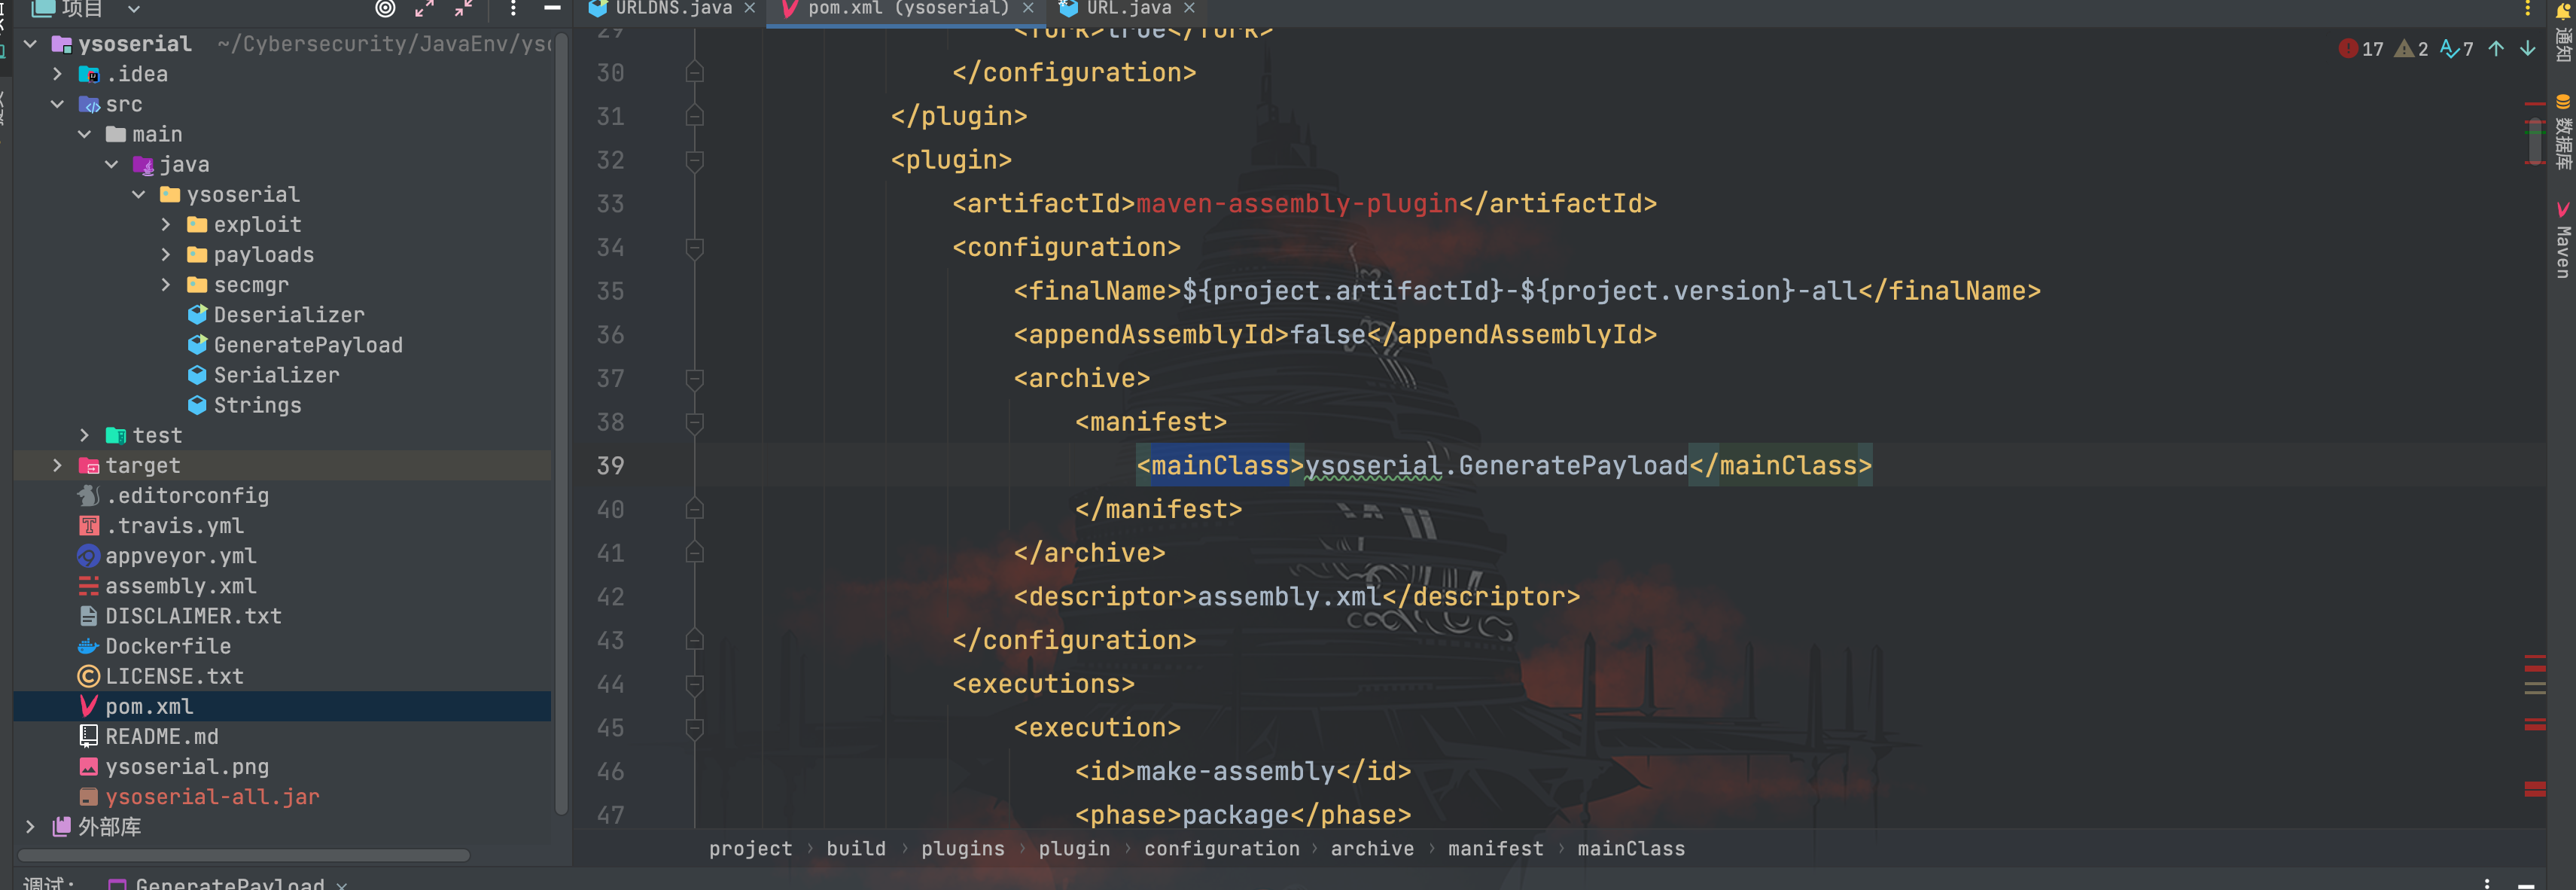 项目
ysoserial ~/Cybersecurity/JavaEnv/yso
.idea
src
main
java
ysoserial
exploit
payloads
secmgr
Deserializer
GeneratePayload
Serializer
Strings
test
target
.editorconfig
.travis.yml
appveyor.yml
assembly.xml
DISCLAIMER.txt
Dockerfile
LICENSE.txt
pom.xml
README.md
ysoserial.png
ysoserial-all.jar
外部库
URLDNS.java pom.xml (ysoserial) URL.java
17 2 7
29 <fork>true</fork>
30 </configuration>
31 </plugin>
32 <plugin>
33 <artifactId>maven-assembly-plugin</artifactId>
34 <configuration>
35 <finalName>${project.artifactId}-${project.version}-all</finalName>
36 <appendAssemblyId>false</appendAssemblyId>
37 <archive>
38 <manifest>
39 <mainClass>ysoserial.GeneratePayload</mainClass>
40 </manifest>
41 </archive>
42 <descriptor>assembly.xml</descriptor>
43 </configuration>
44 <executions>
45 <execution>
46 <id>make-assembly</id>
47 <phase>package</phase>
project › build › plugins › plugin › configuration › archive › manifest › mainClass
通知
数据库
Maven
调试: GeneratePayload